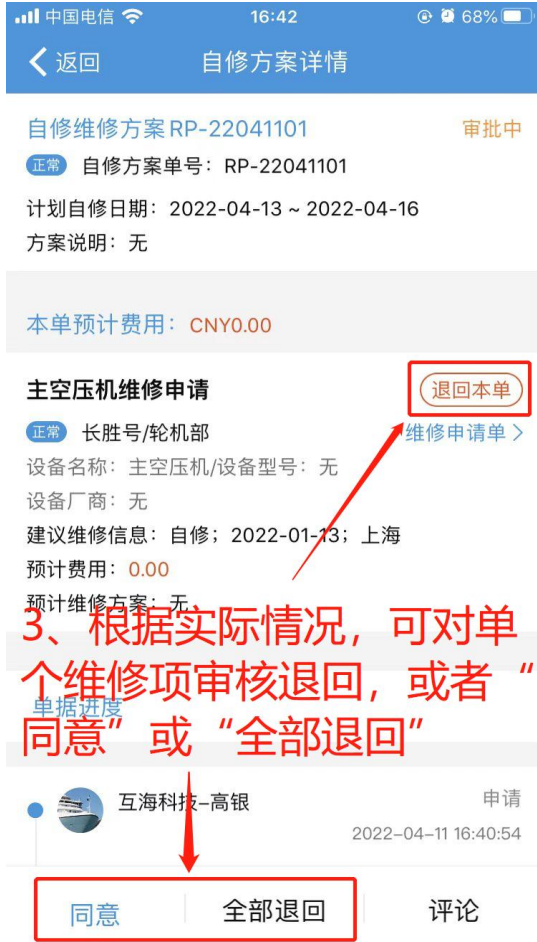 中国电信 16:42 68%
返回 自修方案详情
自修维修方案RP-22041101 审批中
正常 自修方案单号：RP-22041101
计划自修日期：2022-04-13 ~ 2022-04-16
方案说明：无
本单预计费用：CNY0.00
主空压机维修申请 退回本单
正常 长胜号/轮机部 维修申请单
设备名称：主空压机/设备型号：无
设备厂商：无
建议维修信息：自修；2022-01-13；上海
预计费用：0.00
预计维修方案：无
3、根据实际情况，可对单
个维修项审核退回，或者“
单据进度
同意”或“全部退回”
互海科技-高银 申请
2022-04-11 16:40:54
同意 全部退回 评论